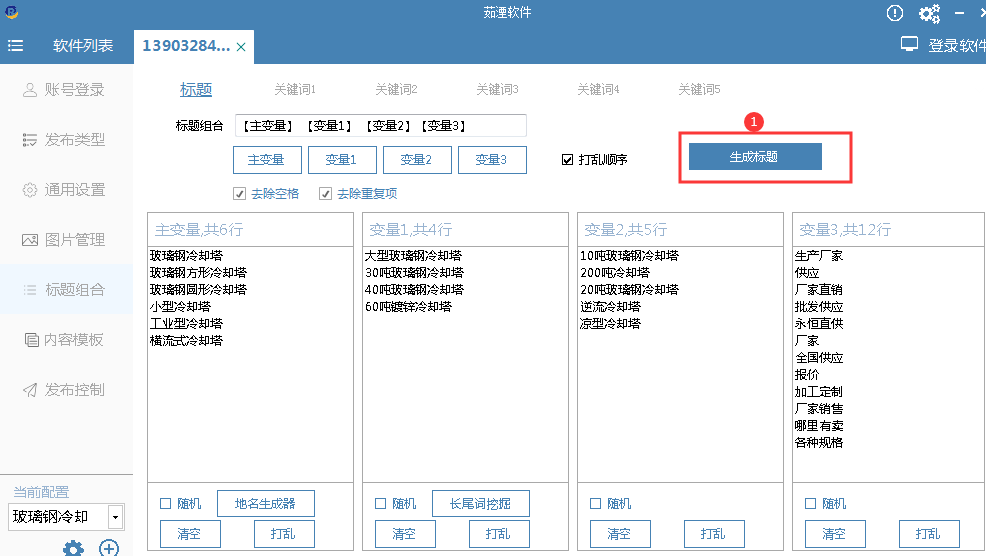 茹湮软件
软件列表
13903284...
登录软件
账号登录
发布类型
通用设置
图片管理
标题组合
内容模板
发布控制
当前配置
玻璃钢冷却
标题 关键词1 关键词2 关键词3 关键词4 关键词5
1
标题组合 【主变量】【变量1】【变量2】【变量3】
主变量 变量1 变量2 变量3 打乱顺序 生成标题
去除空格 去除重复项
主变量,共6行
玻璃钢冷却塔
玻璃钢方形冷却塔
玻璃钢圆形冷却塔
小型冷却塔
工业型冷却塔
横流式冷却塔
随机 地名生成器
清空 打乱
变量1,共4行
大型玻璃钢冷却塔
30吨玻璃钢冷却塔
40吨玻璃钢冷却塔
60吨镀锌冷却塔
随机 长尾词挖掘
清空 打乱
变量2,共5行
10吨玻璃钢冷却塔
200吨冷却塔
20吨玻璃钢冷却塔
逆流冷却塔
凉型冷却塔
随机
清空 打乱
变量3,共12行
生产厂家
供应
厂家直销
批发供应
永恒直供
厂家
全国供应
报价
加工定制
厂家销售
哪里有卖
各种规格
随机
清空 打乱